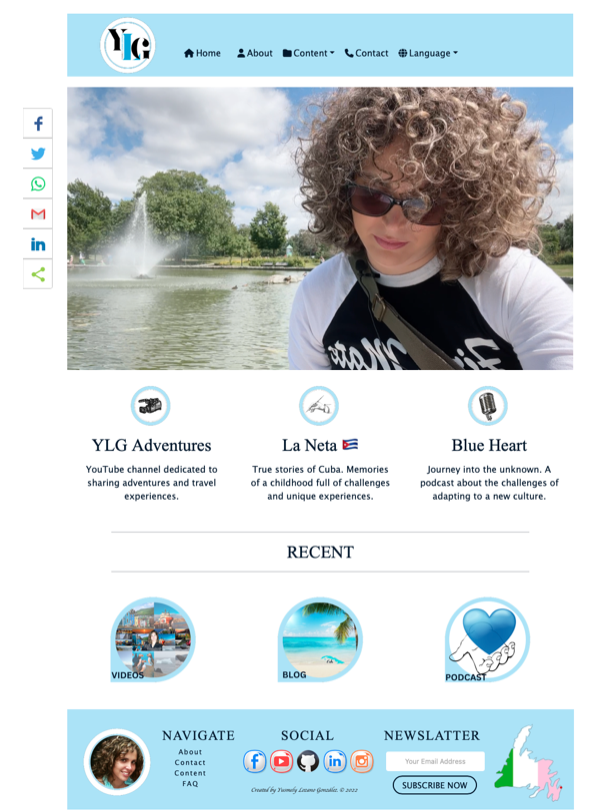 YLG
Home About Content Contact Language
YLG Adventures
YouTube channel dedicated to
sharing adventures and travel
experiences.
La Neta 🇨🇺
True stories of Cuba. Memories
of a childhood full of challenges
and unique experiences.
Blue Heart
Journey into the unknown. A
podcast about the challenges of
adapting to a new culture.
RECENT
VIDEOS
BLOG
PODCAST
NAVIGATE
About
Contact
Content
FAQ
SOCIAL
Created by Yusmely Lozano González. © 2022
NEWSLATTER
Your Email Address
SUBSCRIBE NOW